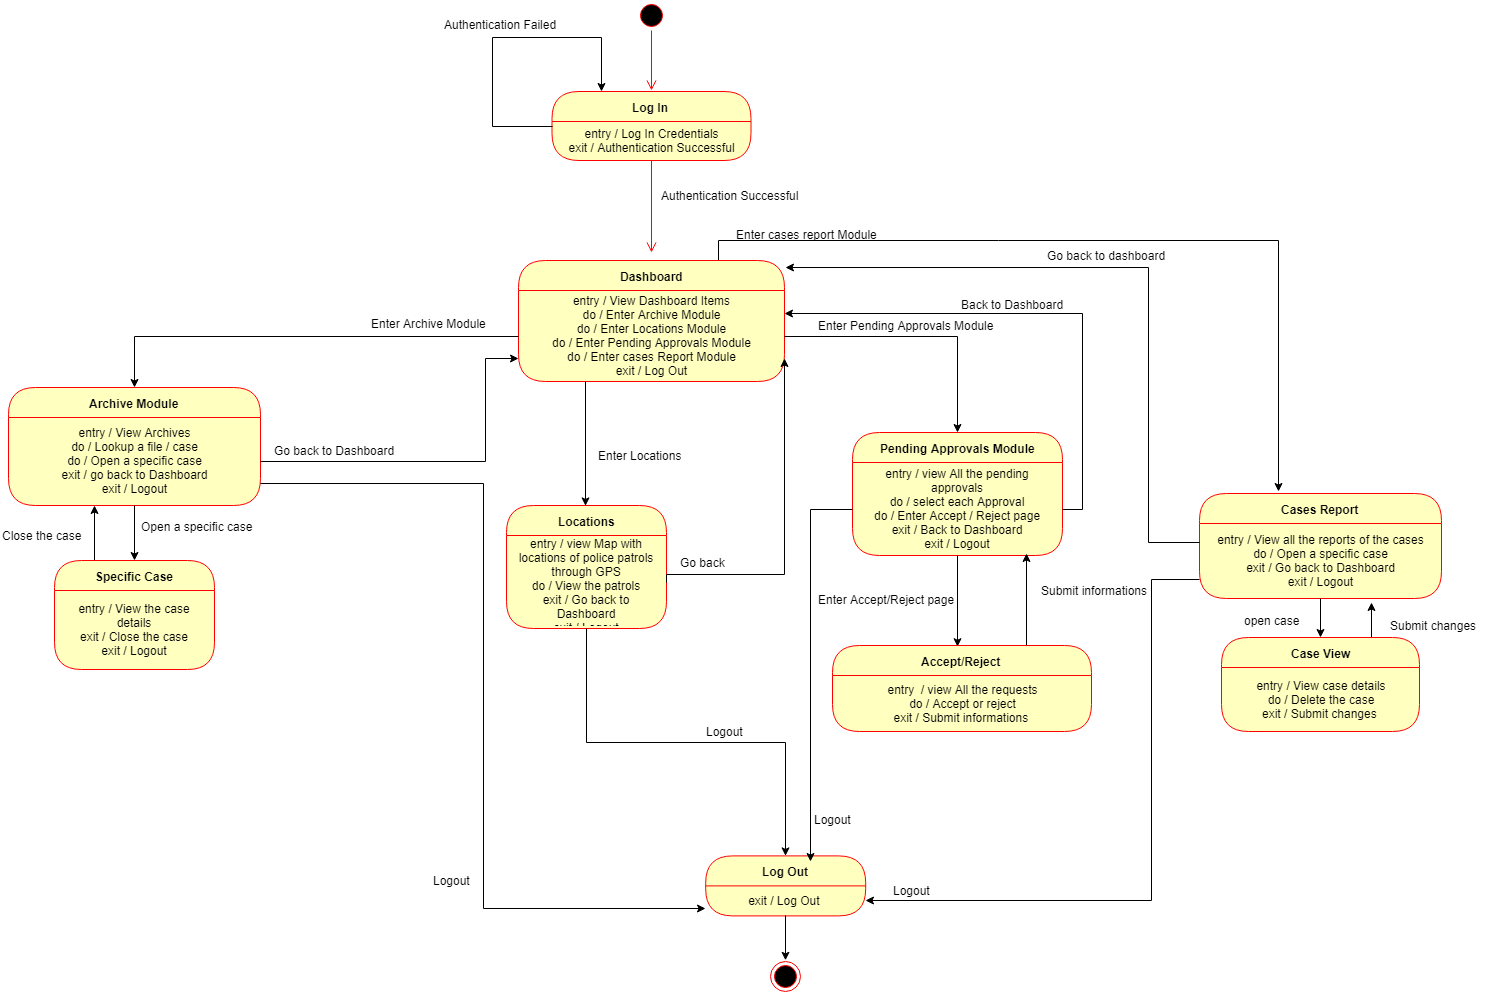 Authentication Failed
Log In
entry / Log In Credentials
exit / Authentication Successful
Authentication Successful
Enter cases report Module
Go back to dashboard
Dashboard
entry / View Dashboard Items
do / Enter Archive Module
do / Enter Locations Module
do / Enter Pending Approvals Module
do / Enter cases Report Module
exit / Log Out
Back to Dashboard
Enter Pending Approvals Module
Enter Archive Module
Archive Module
entry / View Archives
do / Lookup a file / case
do / Open a specific case
exit / go back to Dashboard
exit / Logout
Go back to Dashboard
Enter Locations
Pending Approvals Module
entry / view All the pending
approvals
do / select each Approval
do / Enter Accept / Reject page
exit / Back to Dashboard
exit / Logout
Cases Report
entry / View all the reports of the cases
do / Open a specific case
exit / Go back to Dashboard
exit / Logout
Close the case
Open a specific case
Locations
entry / view Map with
locations of police patrols
through GPS
do / View the patrols
exit / Go back to
Dashboard
exit / Logout
Go back
Specific Case
entry / View the case
details
exit / Close the case
exit / Logout
Enter Accept/Reject page
Submit informations
open case
Submit changes
Accept/Reject
entry  / view All the requests
do / Accept or reject
exit / Submit informations
Case View
entry / View case details
do / Delete the case
exit / Submit changes
Logout
Logout
Logout
Logout
Log Out
exit / Log Out